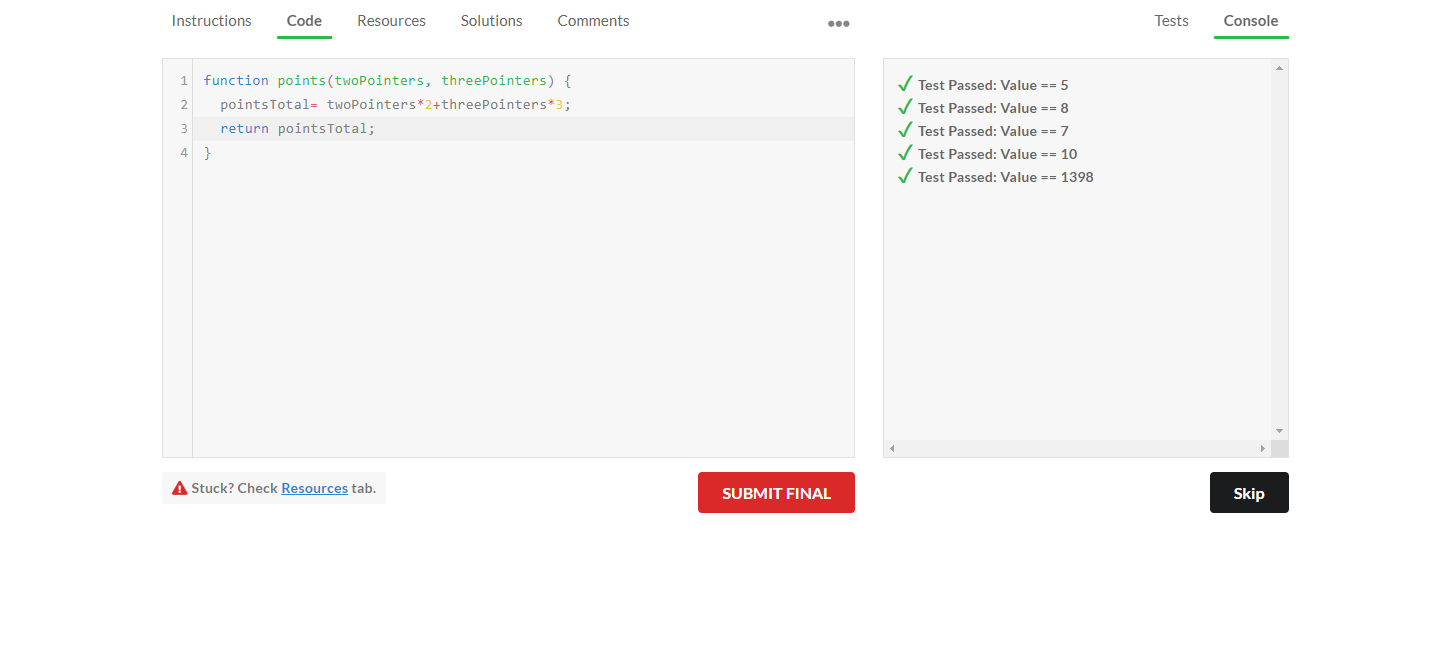 Instructions Code Resources Solutions Comments ●●● Tests Console
1 function points(twoPointers, threePointers) {
2   pointsTotal= twoPointers*2+threePointers*3;
3   return pointsTotal;
4 }
✓ Test Passed: Value == 5
✓ Test Passed: Value == 8
✓ Test Passed: Value == 7
✓ Test Passed: Value == 10
✓ Test Passed: Value == 1398
Stuck? Check Resources tab.
SUBMIT FINAL
Skip